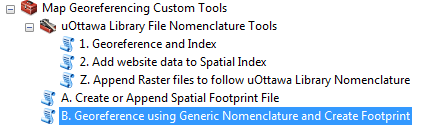 Map Georeferencing Custom Tools
uOttawa Library File Nomenclature Tools
1. Georeference and Index
2. Add website data to Spatial Index
Z. Append Raster files to follow uOttawa Library Nomenclature
A. Create or Append Spatial Footprint File
B. Georeference using Generic Nomenclature and Create Footprint